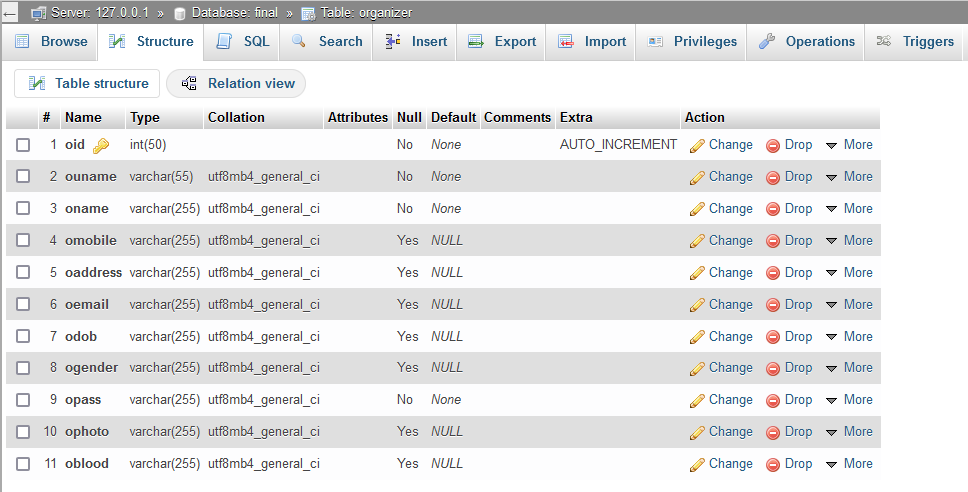 Server: 127.0.0.1 » Database: final » Table: organizer
Browse Structure SQL Search Insert Export Import Privileges Operations Triggers
Table structure Relation view
# Name Type Collation Attributes Null Default Comments Extra Action
1 oid int(50) No None AUTO_INCREMENT Change Drop More
2 ouname varchar(55) utf8mb4_general_ci No None Change Drop More
3 oname varchar(255) utf8mb4_general_ci No None Change Drop More
4 omobile varchar(255) utf8mb4_general_ci Yes NULL Change Drop More
5 oaddress varchar(255) utf8mb4_general_ci Yes NULL Change Drop More
6 oemail varchar(255) utf8mb4_general_ci Yes NULL Change Drop More
7 odob varchar(255) utf8mb4_general_ci Yes NULL Change Drop More
8 ogender varchar(255) utf8mb4_general_ci Yes NULL Change Drop More
9 opass varchar(255) utf8mb4_general_ci No None Change Drop More
10 ophoto varchar(255) utf8mb4_general_ci Yes NULL Change Drop More
11 oblood varchar(255) utf8mb4_general_ci Yes NULL Change Drop More